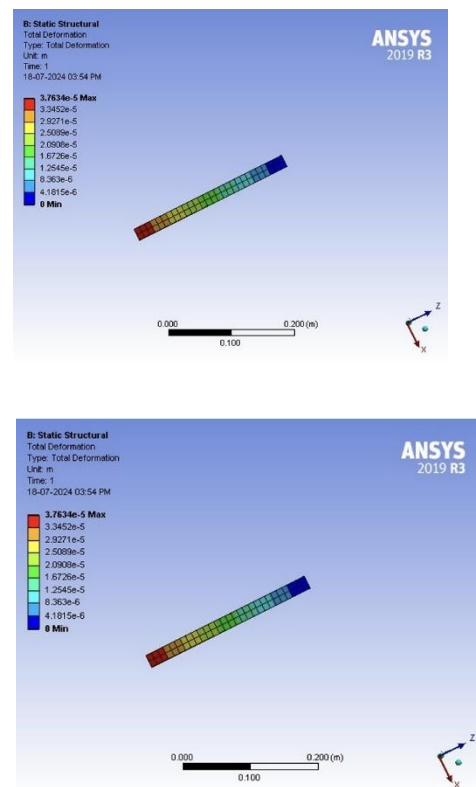 B: Static Structural
Total Deformation
Type: Total Deformation
Unit: m
Time: 1
18-07-2024 03:54 PM
ANSYS
2019 R3
3.7634e-5 Max
3.3452e-5
2.9271e-5
2.5089e-5
2.0908e-5
1.6726e-5
1.2545e-5
8.363e-6
4.1815e-6
0 Min
0.000
0.200 (m)
0.100
Z
X
B: Static Structural
Total Deformation
Type: Total Deformation
Unit: m
Time: 1
18-07-2024 03:54 PM
ANSYS
2019 R3
3.7634e-5 Max
3.3452e-5
2.9271e-5
2.5089e-5
2.0908e-5
1.6726e-5
1.2545e-5
8.363e-6
4.1815e-6
0 Min
0.000
0.200 (m)
0.100
Z
X